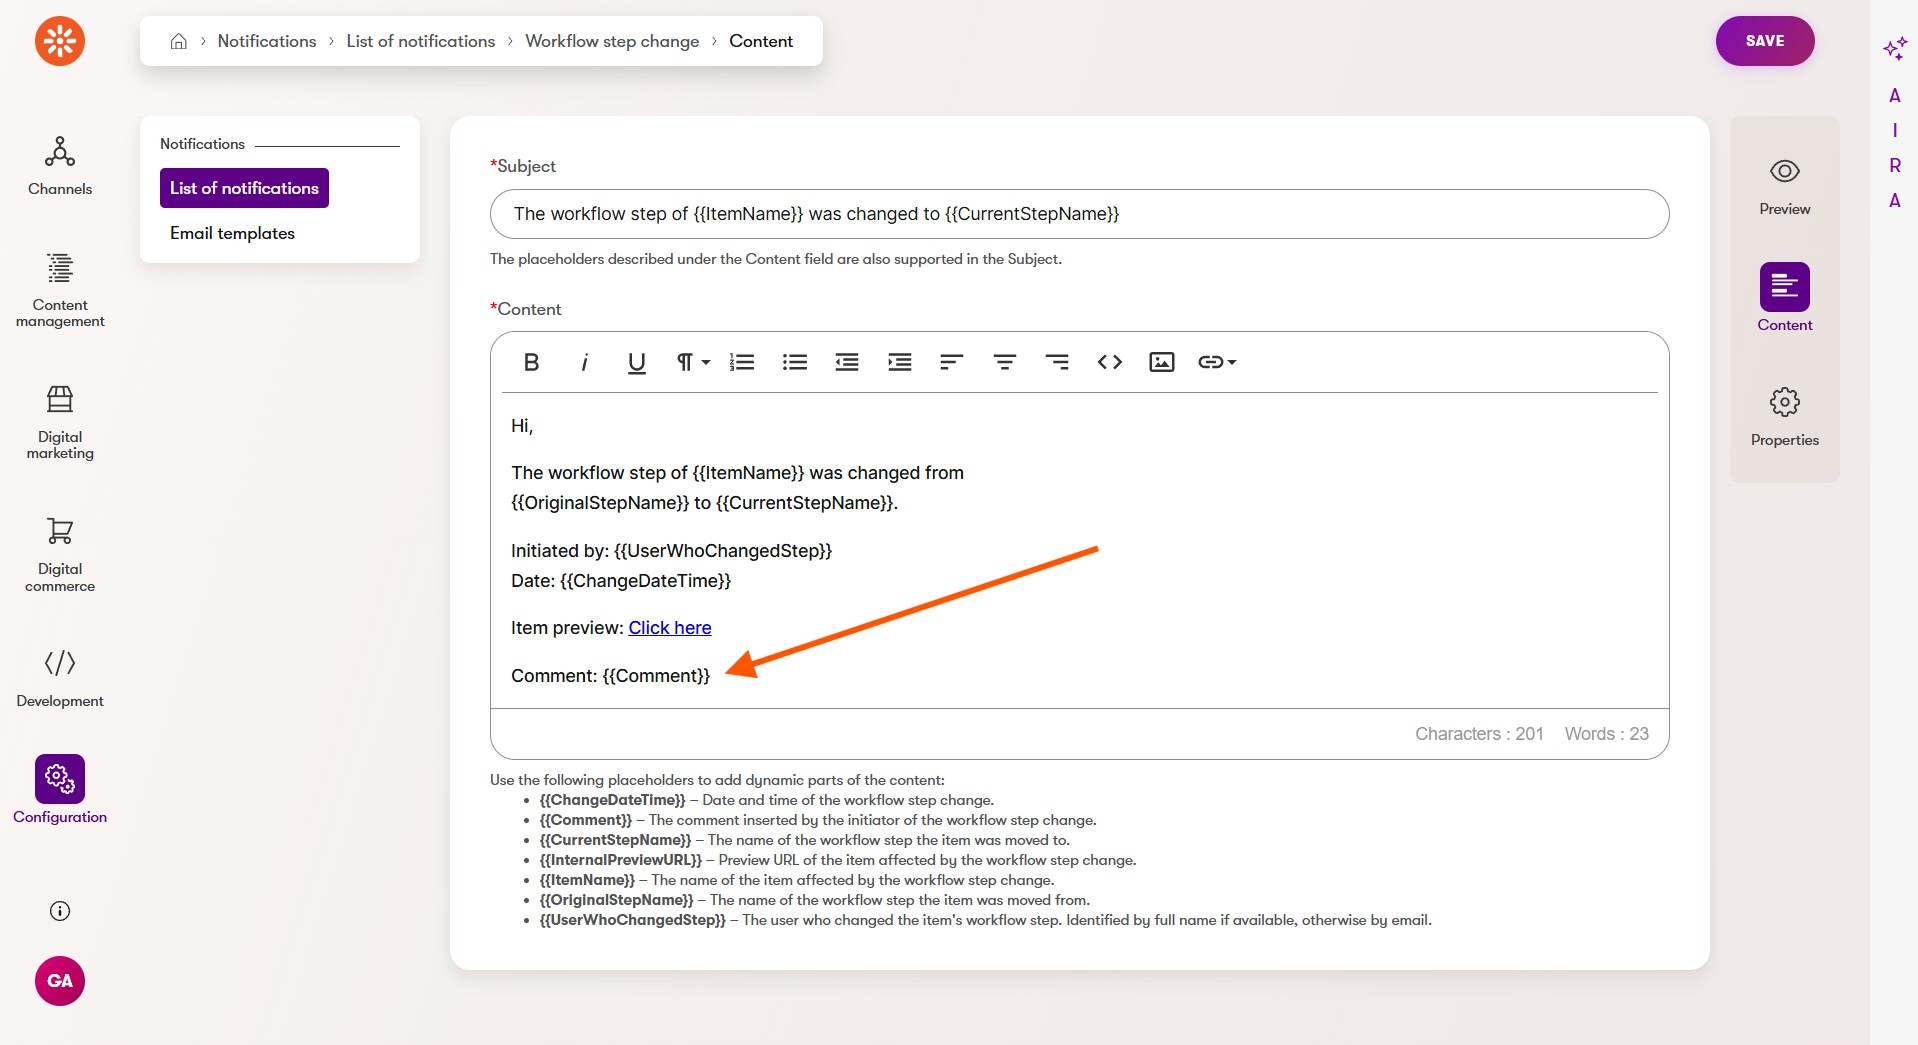 Notifications
List of notifications
Workflow step change
Content
SAVE
A
I
R
A
Channels
Content
management
Digital
marketing
Digital
commerce
Development
Configuration
GA
Notifications
List of notifications
Email templates
*Subject
The workflow step of {{ItemName}} was changed to {{CurrentStepName}}
The placeholders described under the Content field are also supported in the Subject.
*Content
Hi,
The workflow step of {{ItemName}} was changed from
{{OriginalStepName}} to {{CurrentStepName}}.
Initiated by: {{UserWhoChangedStep}}
Date: {{ChangeDateTime}}
Item preview: Click here
Comment: {{Comment}}
Characters : 201 Words : 23
Use the following placeholders to add dynamic parts of the content:
• {{ChangeDateTime}} – Date and time of the workflow step change.
• {{Comment}} – The comment inserted by the initiator of the workflow step change.
• {{CurrentStepName}} – The name of the workflow step the item was moved to.
• {{InternalPreviewURL}} – Preview URL of the item affected by the workflow step change.
• {{ItemName}} – The name of the item affected by the workflow step change.
• {{OriginalStepName}} – The name of the workflow step the item was moved from.
• {{UserWhoChangedStep}} – The user who changed the item's workflow step. Identified by full name if available, otherwise by email.
Preview
Content
Properties